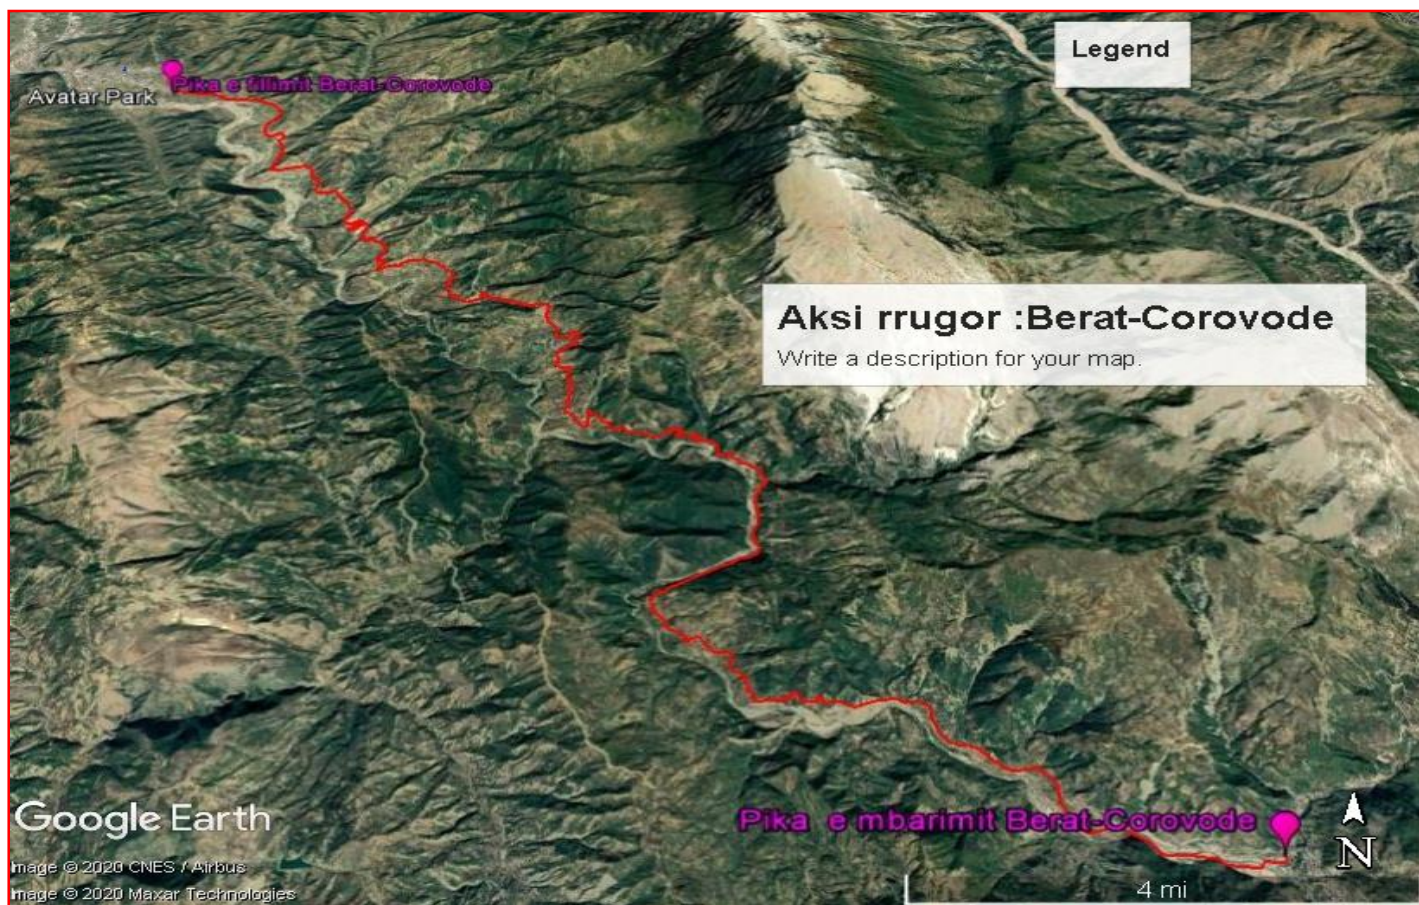 Legend
Pika e fillimit Berat-Corovode
Avatar Park
Aksi rrugor :Berat-Corovode
Write a description for your map.
Pika e mbarimit Berat-Corovode
Google Earth
N
Image © 2020 CNES / Airbus
Image © 2020 Maxar Technologies
4 mi